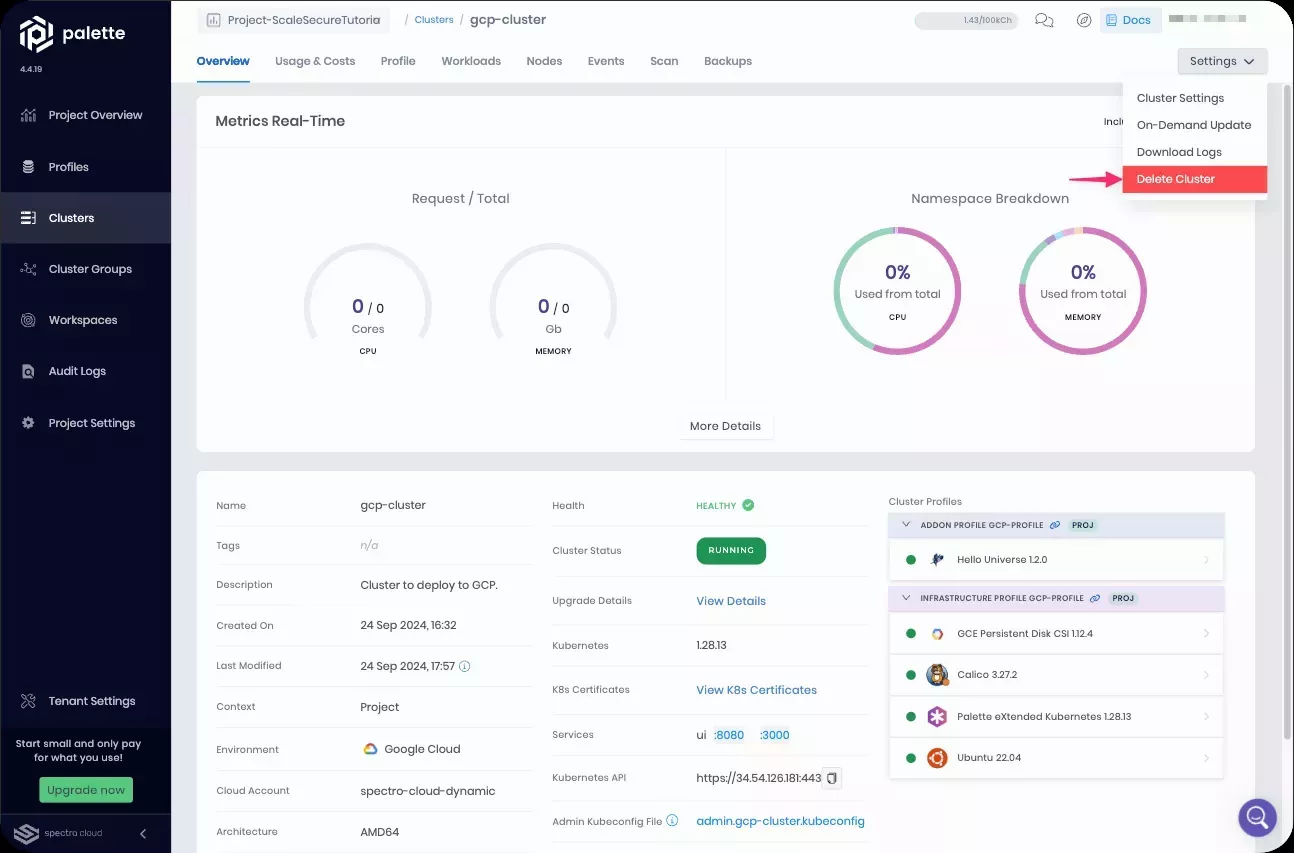 palette
4.4.19
Project Overview
Profiles
Clusters
Cluster Groups
Workspaces
Audit Logs
Project Settings
Tenant Settings
Start small and only pay
for what you use!
Upgrade now
spectro cloud
Project-ScaleSecureTutoria / Clusters / gcp-cluster
1.43/100kCh
Docs
Overview Usage & Costs Profile Workloads Nodes Events Scan Backups
Settings
Cluster Settings
On-Demand Update
Download Logs
Delete Cluster
Metrics Real-Time
Inclu
Request / Total
0 / 0
Cores
CPU
0 / 0
Gb
MEMORY
Namespace Breakdown
0%
Used from total
CPU
0%
Used from total
MEMORY
More Details
Name gcp-cluster
Tags n/a
Description Cluster to deploy to GCP.
Created On 24 Sep 2024, 16:32
Last Modified 24 Sep 2024, 17:57
Context Project
Environment Google Cloud
Cloud Account spectro-cloud-dynamic
Architecture AMD64
Health HEALTHY
Cluster Status RUNNING
Upgrade Details View Details
Kubernetes 1.28.13
K8s Certificates View K8s Certificates
Services ui :8080 :3000
Kubernetes API https://34.54.126.181:443
Admin Kubeconfig File admin.gcp-cluster.kubeconfig
Cluster Profiles
ADDON PROFILE GCP-PROFILE PROJ
Hello Universe 1.2.0
INFRASTRUCTURE PROFILE GCP-PROFILE PROJ
GCE Persistent Disk CSI 1.12.4
Calico 3.27.2
Palette eXtended Kubernetes 1.28.13
Ubuntu 22.04